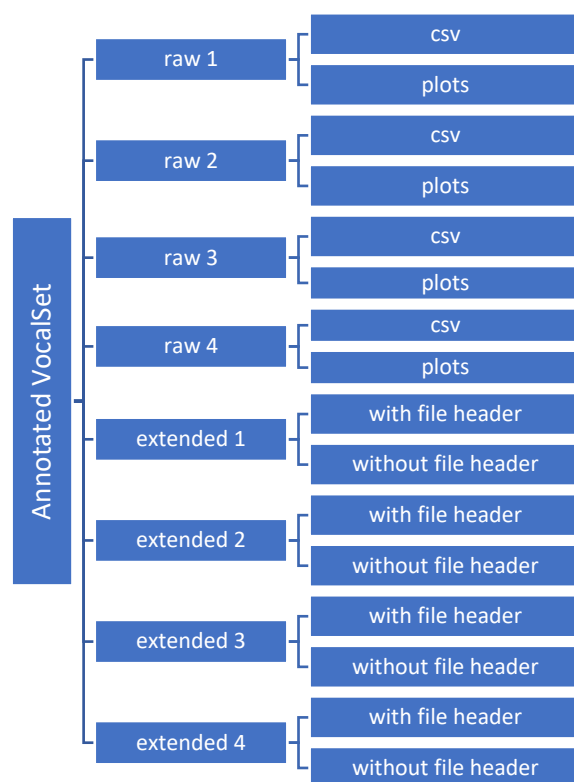 Annotated VocalSet
raw 1
csv
plots
raw 2
csv
plots
raw 3
csv
plots
raw 4
csv
plots
extended 1
with file header
without file header
extended 2
with file header
without file header
extended 3
with file header
without file header
extended 4
with file header
without file header